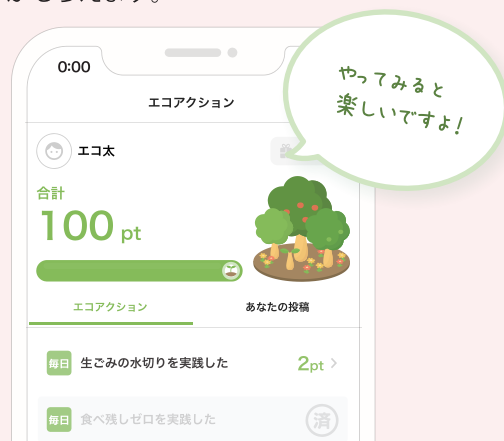 0:00
エコアクション
やってみると
楽しいですよ!
エコ太
合計
100 pt
エコアクション
あなたの投稿
毎日 生ごみの水切りを実践した 2pt >
毎日 食べ残しゼロを実践した 済